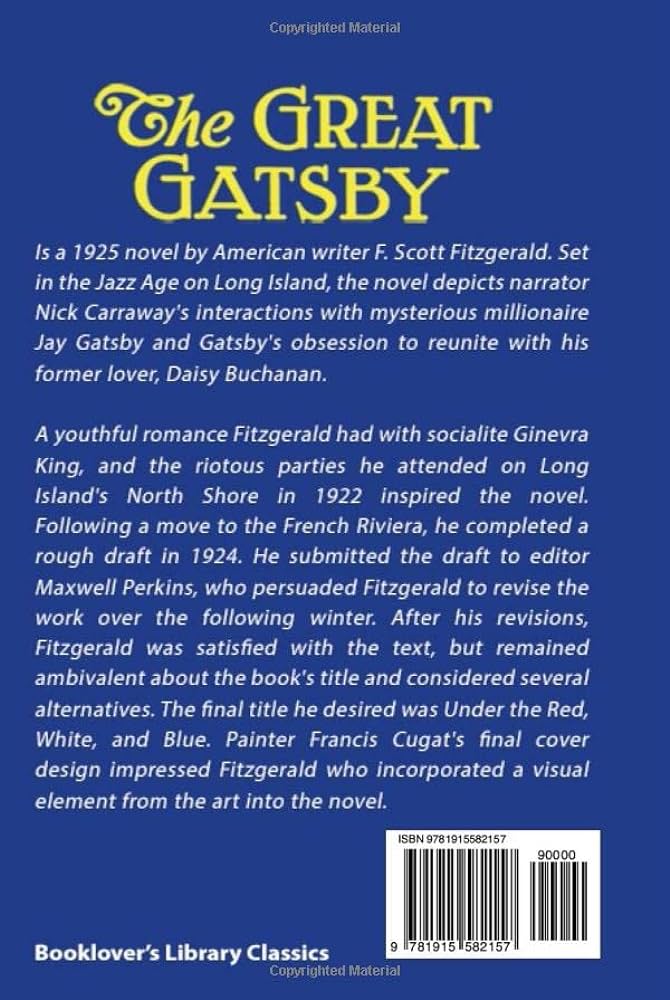 Copyrighted Material
The GREAT
GATSBY
Is a 1925 novel by American writer F. Scott Fitzgerald. Set
in the Jazz Age on Long Island, the novel depicts narrator
Nick Carraway's interactions with mysterious millionaire
Jay Gatsby and Gatsby's obsession to reunite with his
former lover, Daisy Buchanan.
A youthful romance Fitzgerald had with socialite Ginevra
King, and the riotous parties he attended on Long
Island's North Shore in 1922 inspired the novel.
Following a move to the French Riviera, he completed a
rough draft in 1924. He submitted the draft to editor
Maxwell Perkins, who persuaded Fitzgerald to revise the
work over the following winter. After his revisions,
Fitzgerald was satisfied with the text, but remained
ambivalent about the book's title and considered several
alternatives. The final title he desired was Under the Red,
White, and Blue. Painter Francis Cugat's final cover
design impressed Fitzgerald who incorporated a visual
element from the art into the novel.
ISBN 9781915582157
90000
9 781915 582157
Booklover's Library Classics
Copyrighted Material